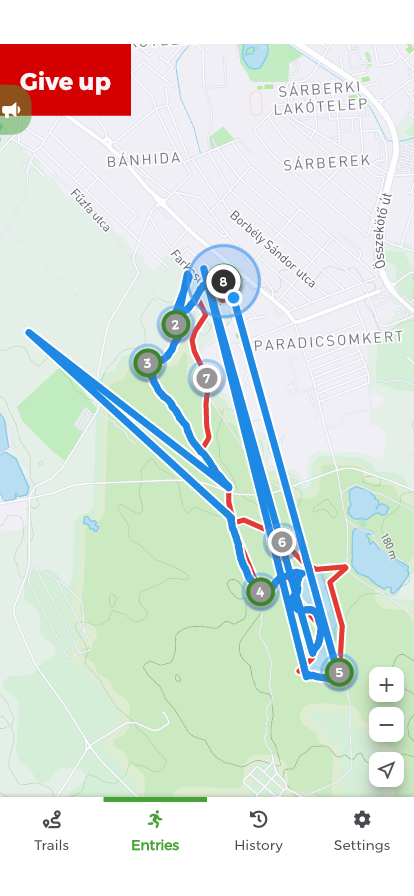 Give up
SÁRBERKI
LAKÓTELEP
BÁNHIDA
SÁRBEREK
Fűzfa utca
Borbély Sándor utca
Összekötő út
8
2
PARADICSOMKERT
3
7
6
180 m
4
5
+
−
Trails
Entries
History
Settings